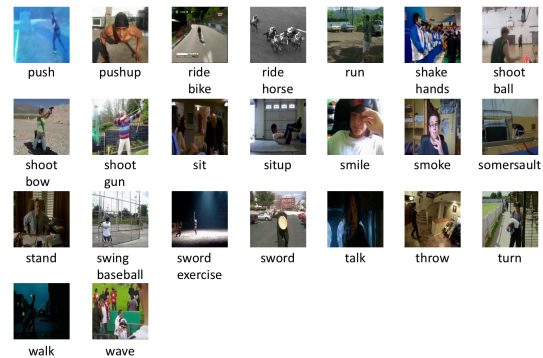 push pushup ride bike ride horse run shake hands shoot ball
shoot bow shoot gun sit situp smile smoke somersault
stand swing baseball sword exercise sword talk throw turn
walk wave